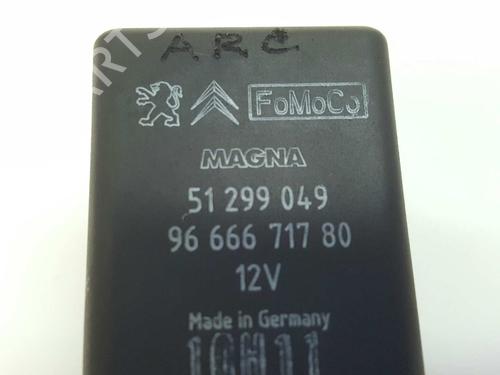 ARC
FoMoCo
MAGNA
51 299 049
96 666 717 80
12V
Made in Germany